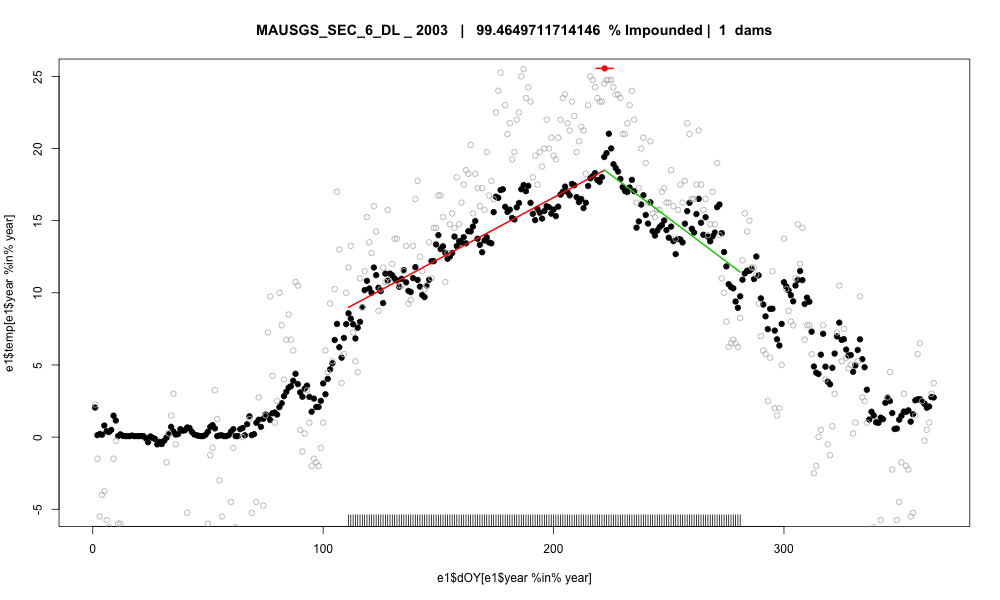 MAUSGS_SEC_6_DL _ 2003 | 99.4649711714146 % Impounded | 1 dams
e1$temp[e1$year %in% year]
25
20
15
10
5
0
-5
0 100 200 300
e1$dOY[e1$year %in% year]